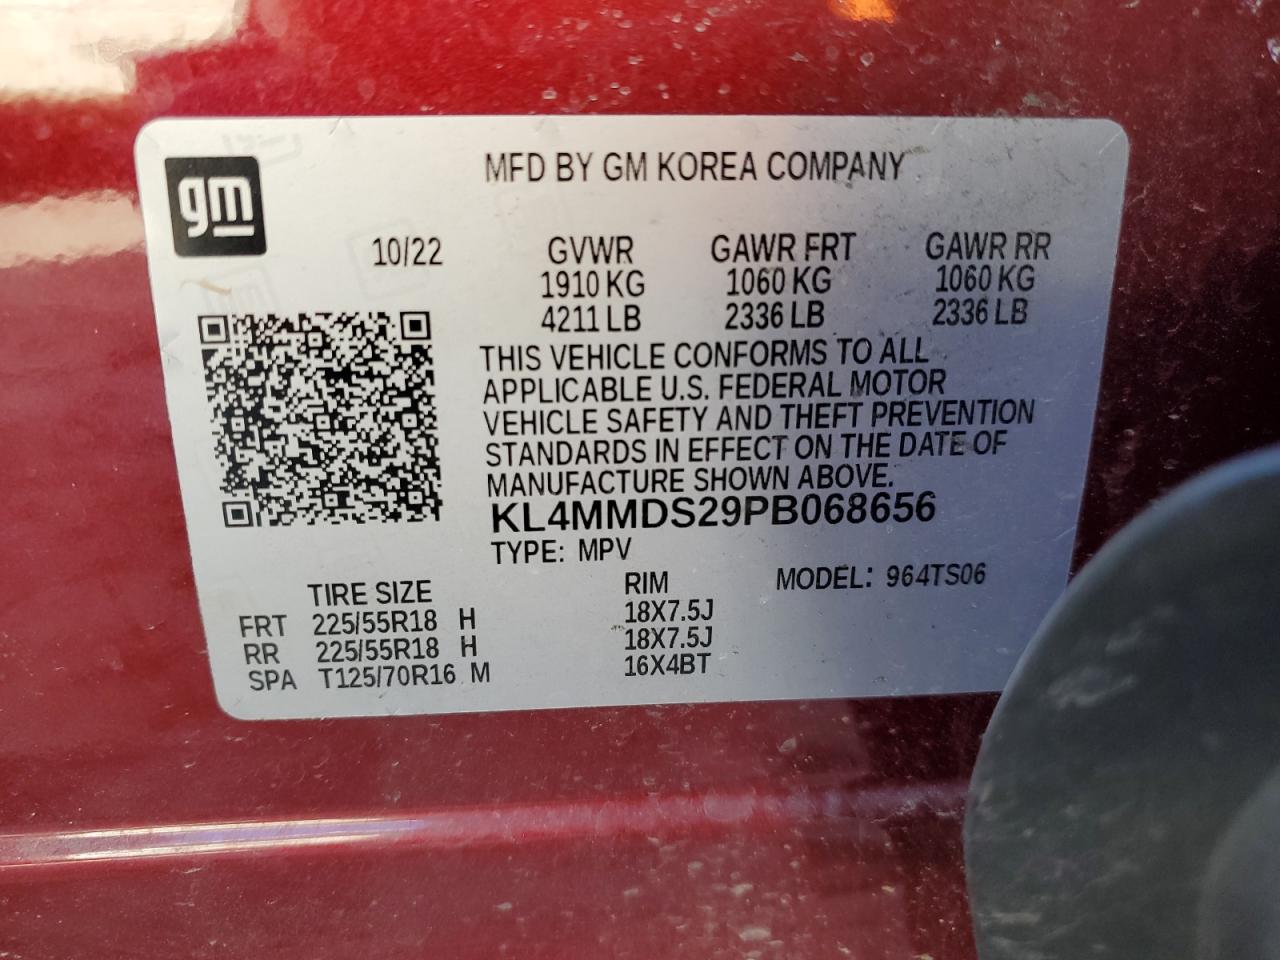 gm
MFD BY GM KOREA COMPANY
10/22 GVWR GAWR FRT GAWR RR
1910 KG 1060 KG 1060 KG
4211 LB 2336 LB 2336 LB
THIS VEHICLE CONFORMS TO ALL
APPLICABLE U.S. FEDERAL MOTOR
VEHICLE SAFETY AND THEFT PREVENTION
STANDARDS IN EFFECT ON THE DATE OF
MANUFACTURE SHOWN ABOVE.
KL4MMDS29PB068656
TYPE: MPV
TIRE SIZE RIM MODEL: 964TS06
FRT 225/55R18 H 18X7.5J
RR 225/55R18 H 18X7.5J
SPA T125/70R16 M 16X4BT